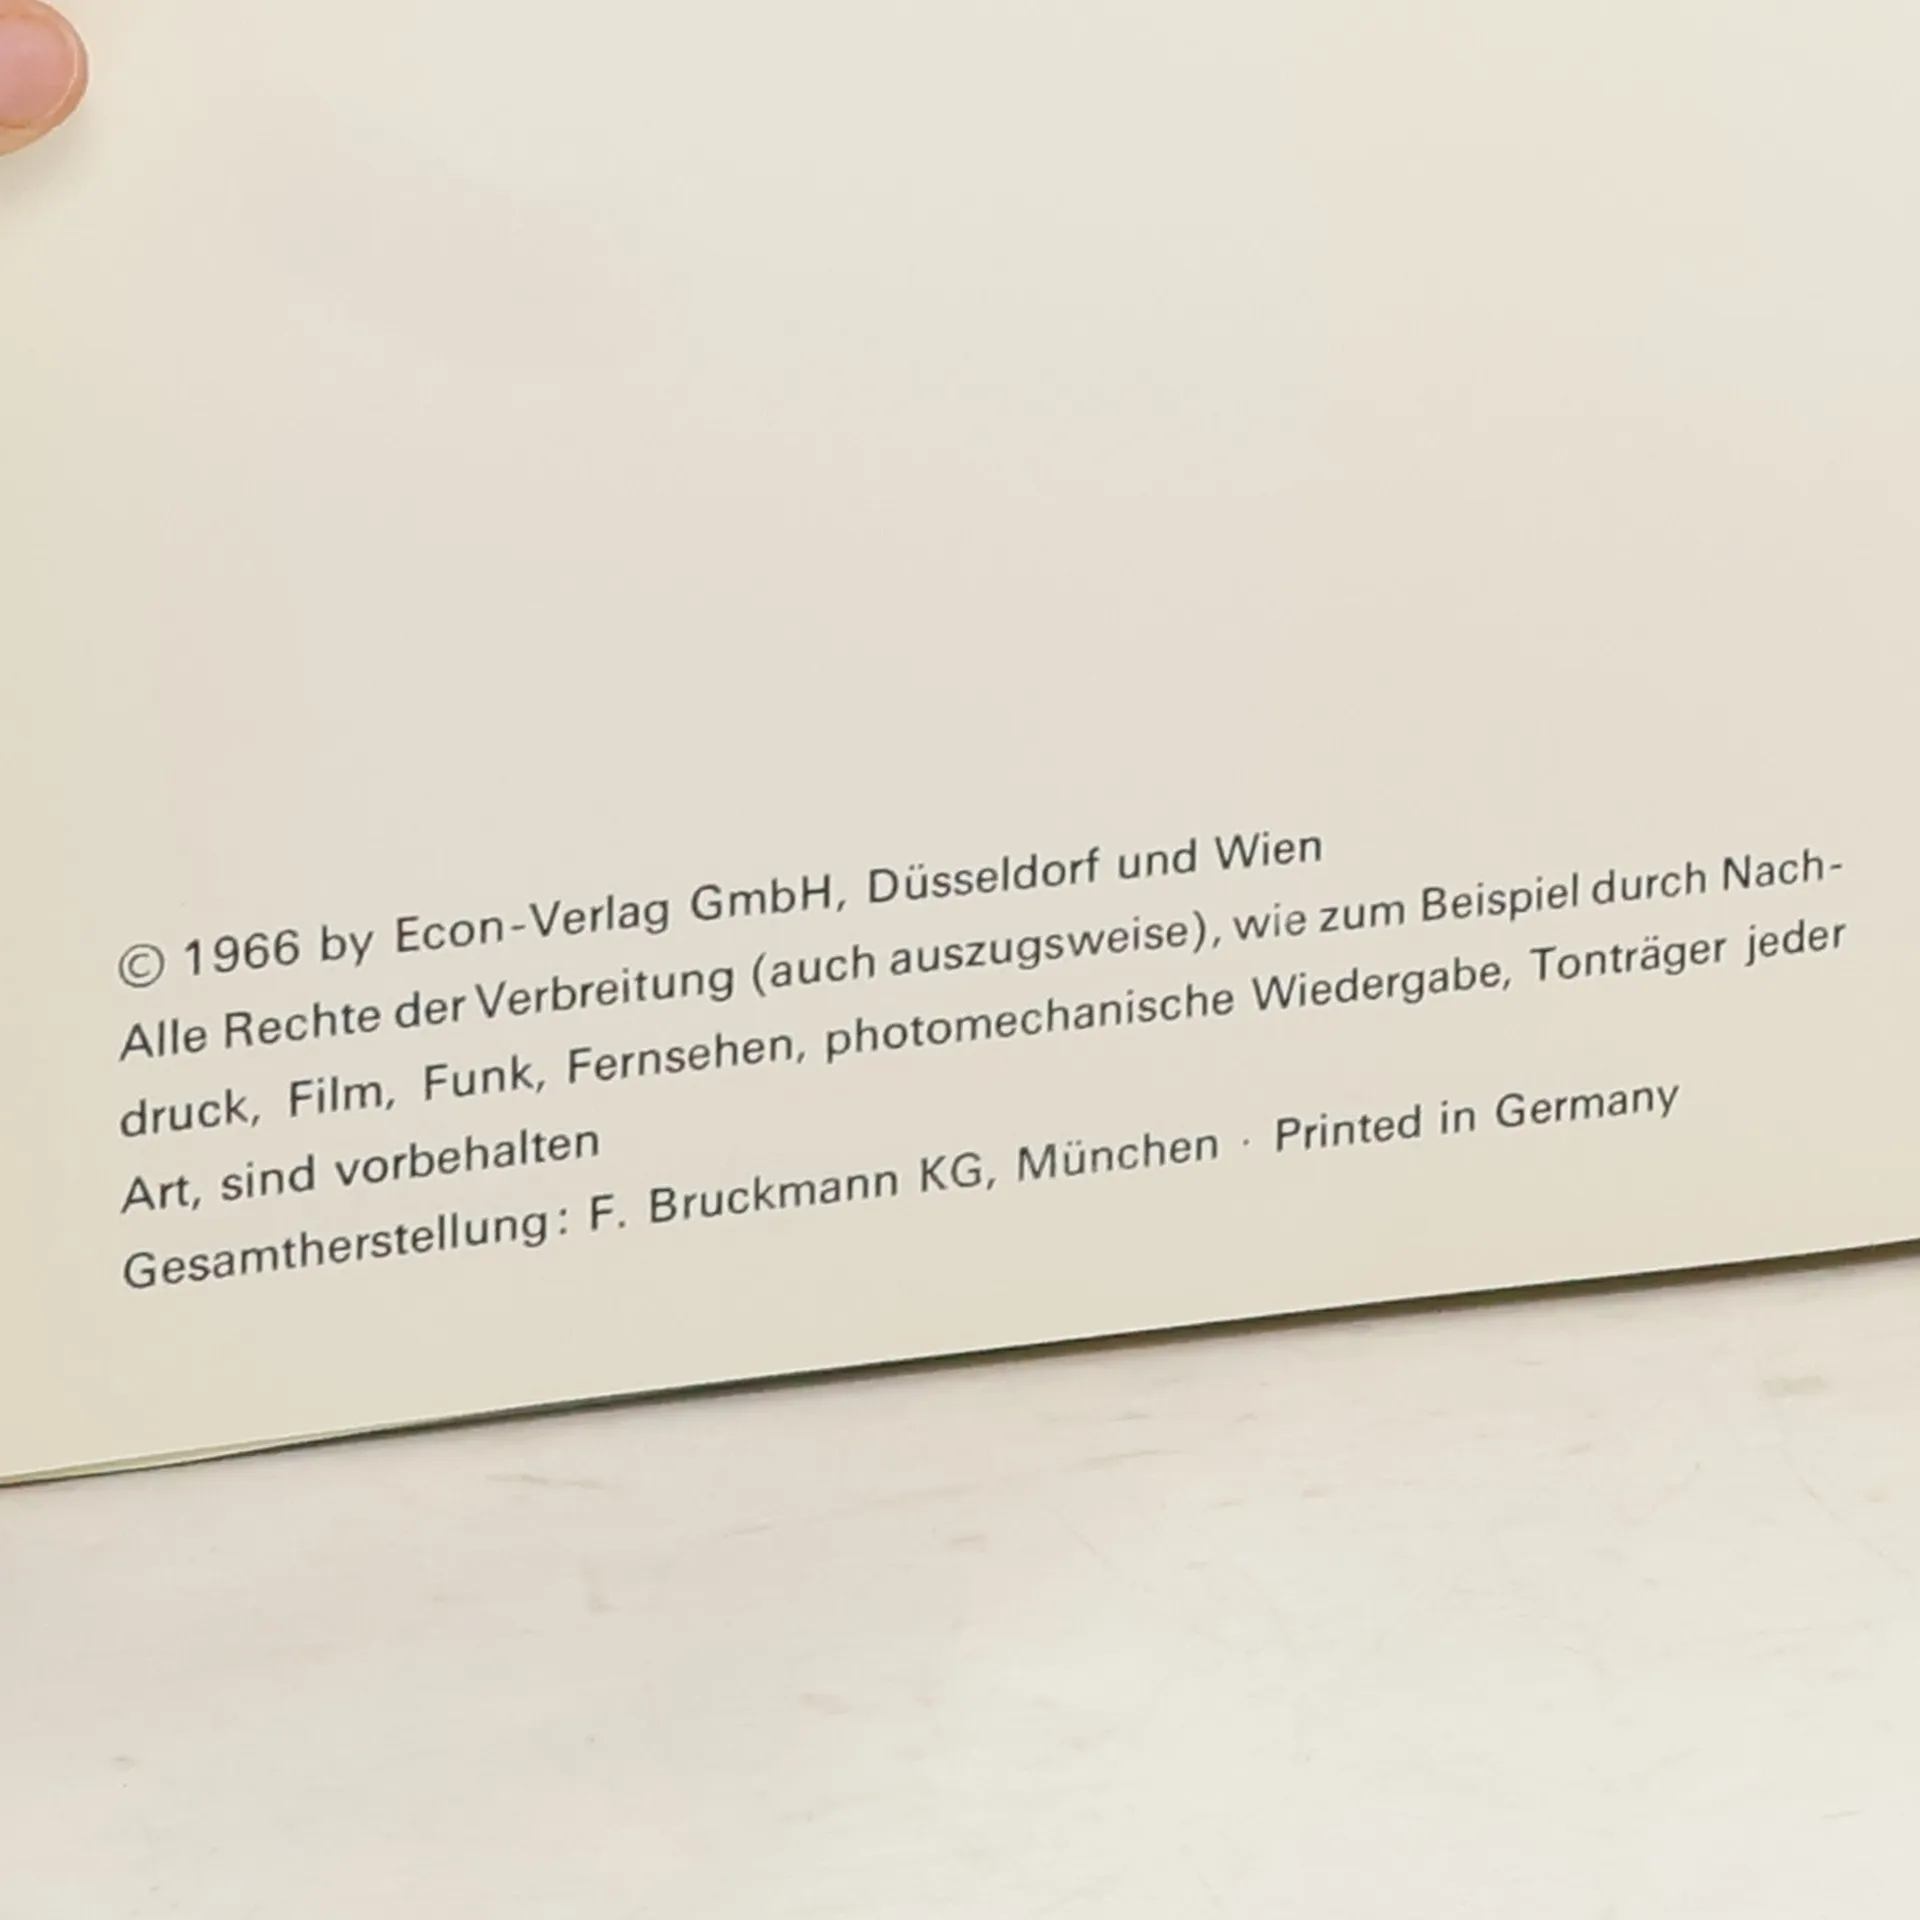 © 1966 by Econ-Verlag GmbH, Düsseldorf und Wien
Alle Rechte der Verbreitung (auch auszugsweise), wie zum Beispiel durch Nach-
druck, Film, Funk, Fernsehen, photomechanische Wiedergabe, Tonträger jeder
Art, sind vorbehalten
Gesamtherstellung: F. Bruckmann KG, München · Printed in Germany